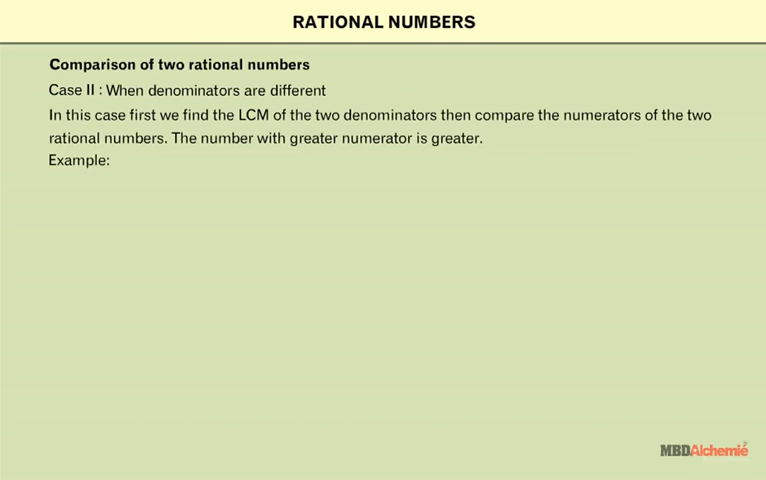 RATIONAL NUMBERS
Comparison of two rational numbers
Case II : When denominators are different
In this case first we find the LCM of the two denominators then compare the numerators of the two
rational numbers. The number with greater numerator is greater.
Example:
MBDAlchemié